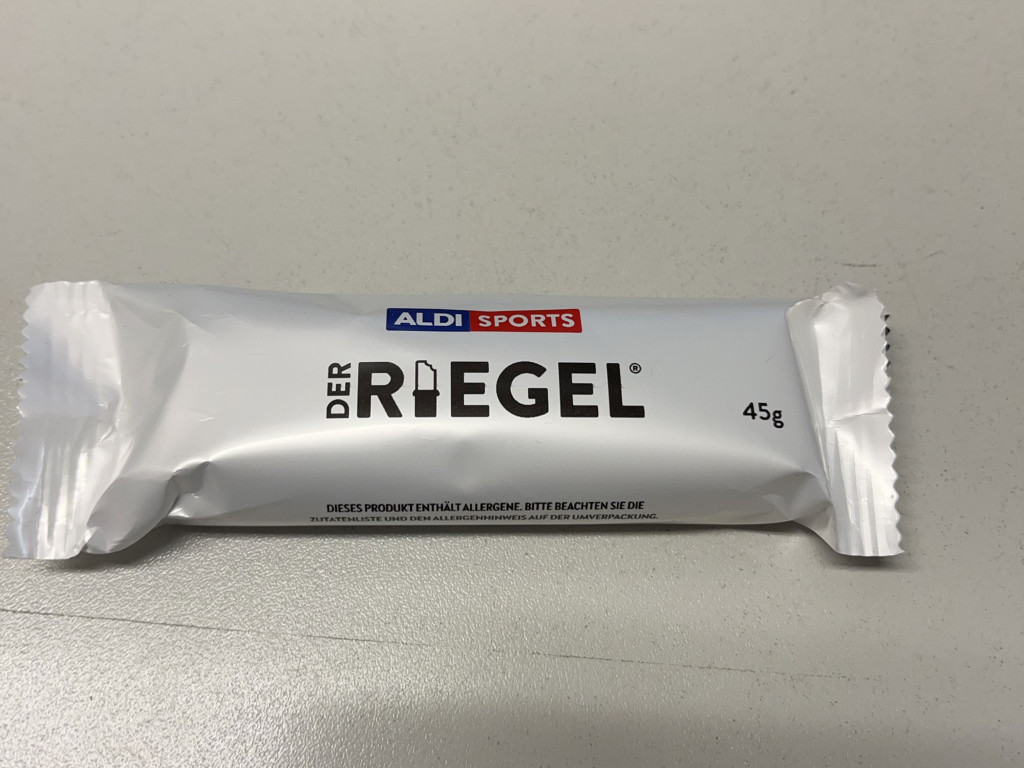 ALDI SPORTS
DER RIEGEL®
45g
DIESES PRODUKT ENTHÄLT ALLERGENE. BITTE BEACHTEN SIE DIE
ZUTATENLISTE UND DEN ALLERGENHINWEIS AUF DER UMVERPACKUNG.